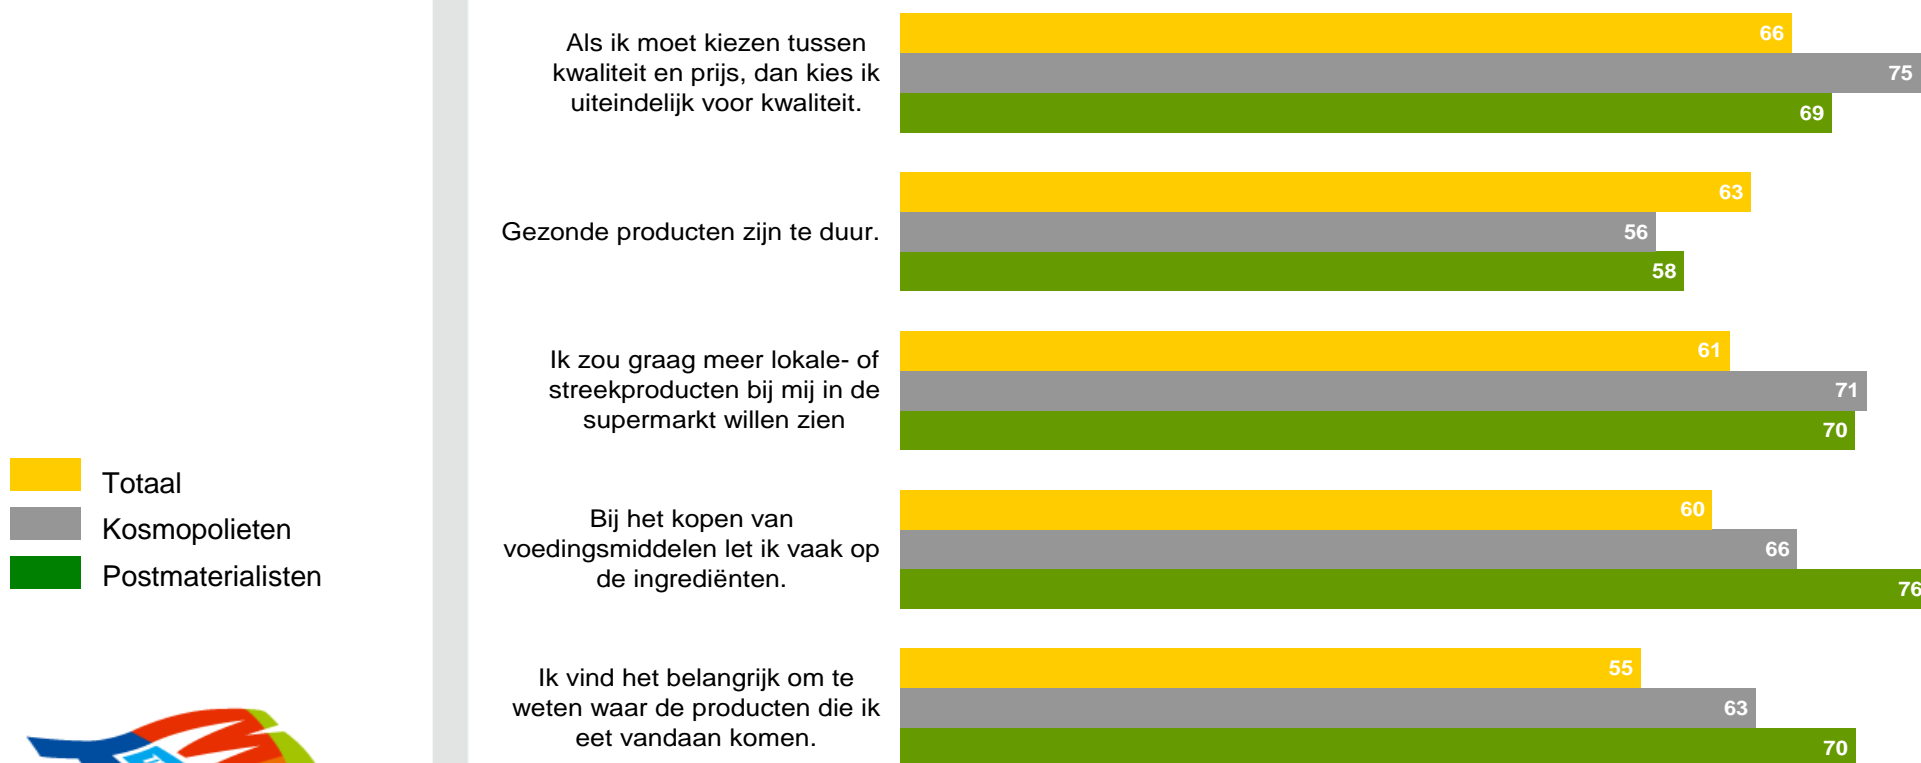 Als ik moet kiezen tussen
kwaliteit en prijs, dan kies ik
uiteindelijk voor kwaliteit.
66
75
69
Gezonde producten zijn te duur.
63
56
58
Ik zou graag meer lokale- of
streekproducten bij mij in de
supermarkt willen zien
61
71
70
Totaal
Kosmopolieten
Postmaterialisten
Bij het kopen van
voedingsmiddelen let ik vaak op
de ingrediënten.
60
66
76
Ik vind het belangrijk om te
weten waar de producten die ik
eet vandaan komen.
55
63
70